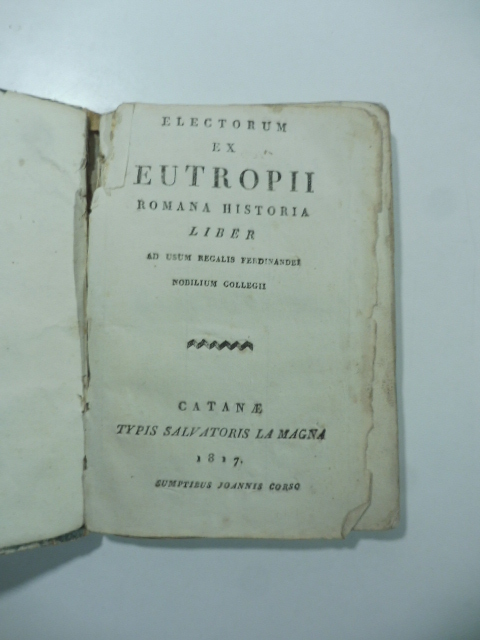 ELECTORUM
EX
EUTROPII
ROMANA HISTORIA
LIBER
AD USUM REGALIS FERDINANDEI
NOBILIUM COLLEGII
CATANÆ
TYPIS SALVATORIS LA MAGNA
1817.
SUMPTIBUS JOANNIS CORSO